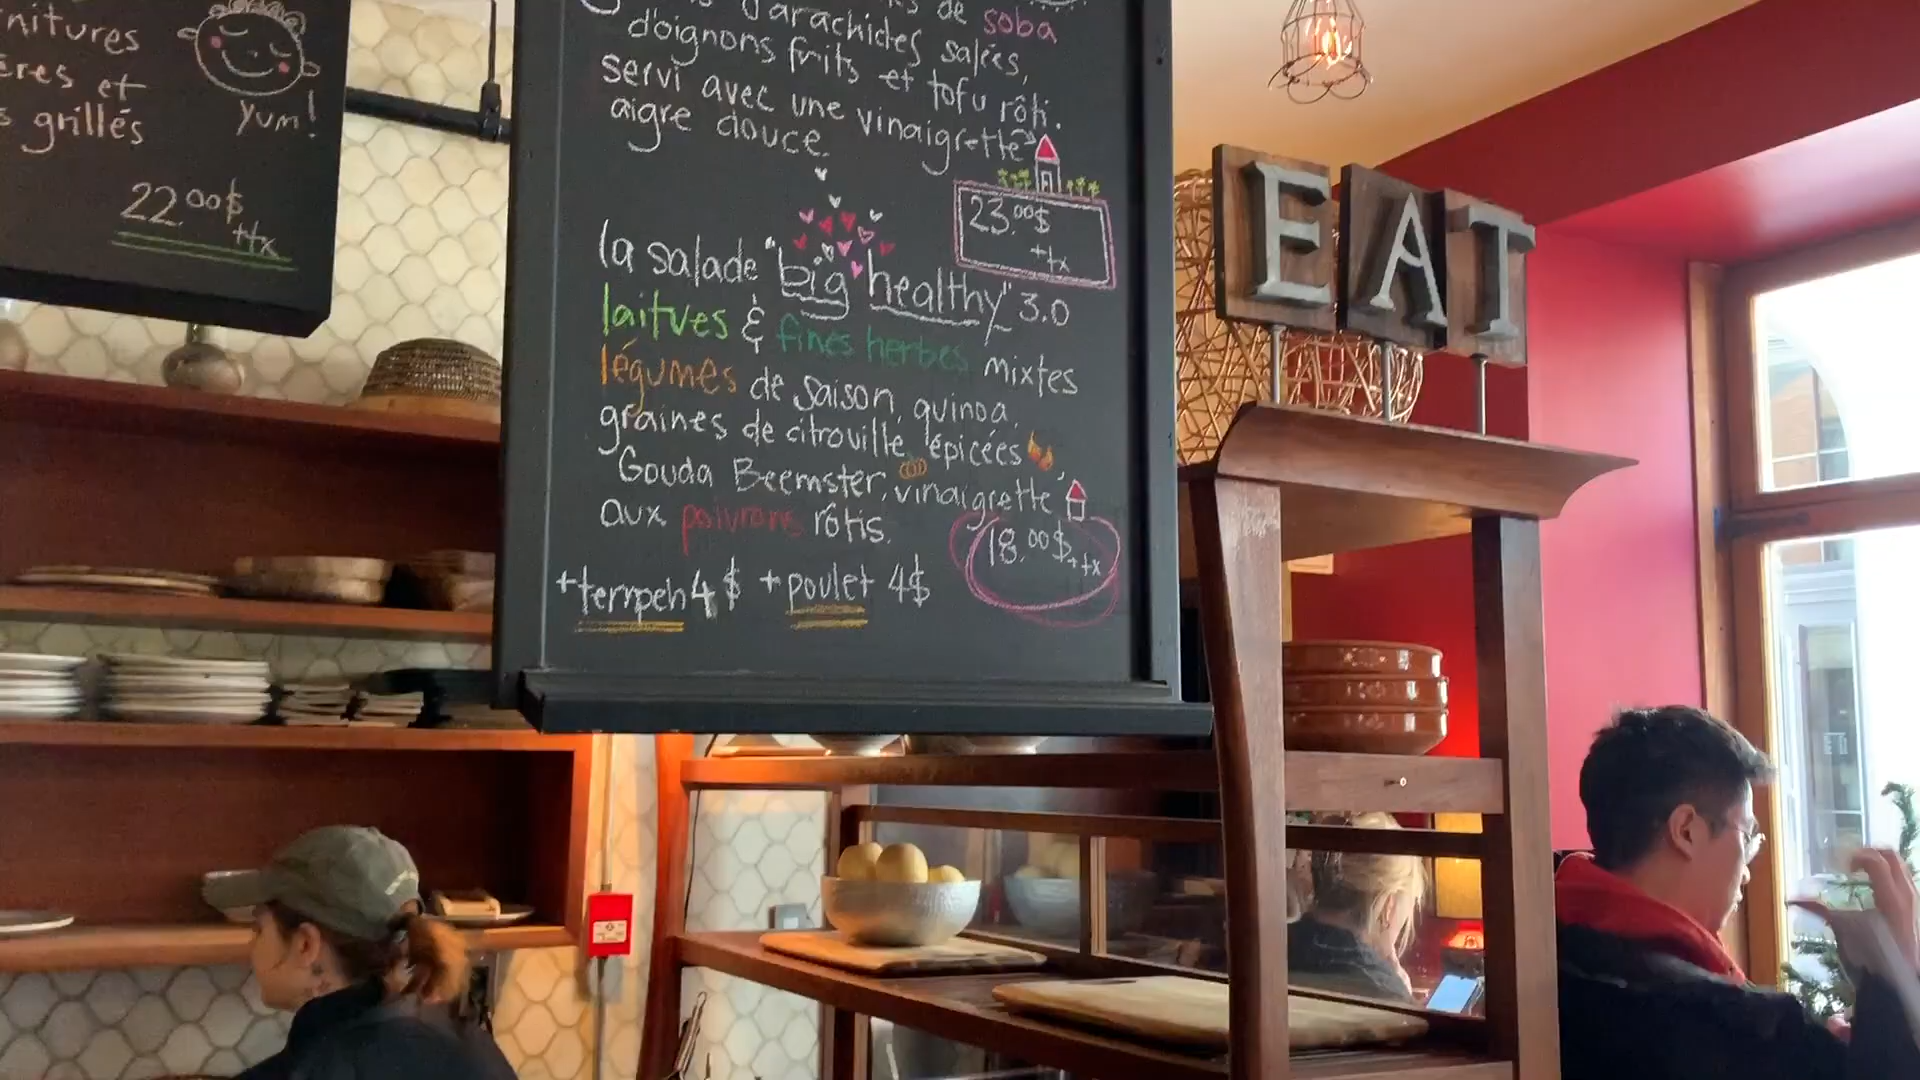 nitures
ères et
s grillés
yum!
22.00$
+tx
d'arachides salées,
de soba
d'oignons frits et tofu rôti.
servi avec une vinaigrette
aigre douce.
23.00$
+tx
la salade "big healthy" 3.0
laitues & fines herbes mixtes
légumes de saison, quinoa,
graines de citrouille épicées,
Gouda Beemster, vinaigrette
aux poivrons rôtis.
18.00$
+tx
+tempeh 4$ +poulet 4$
EAT